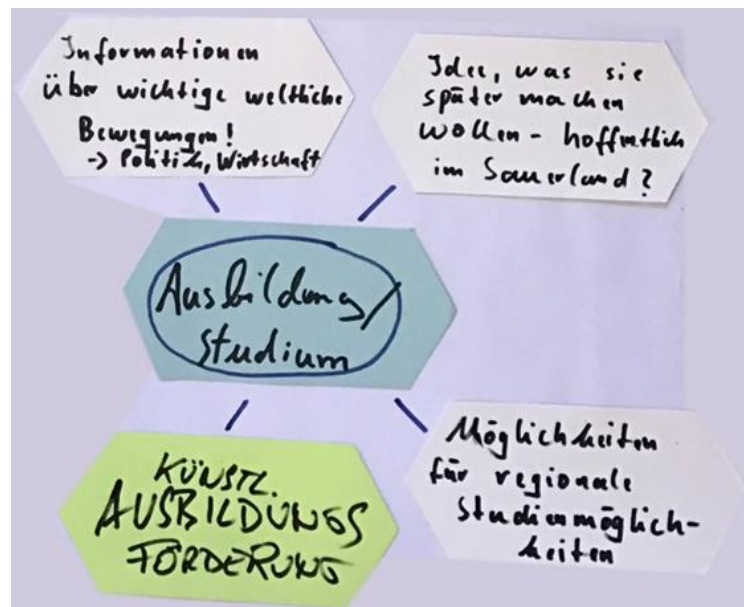 Informationen
über wichtige weltliche
Bewegungen!
-> Politik, Wirtschaft
Idee, was sie
später machen
wollen - hoffentlich
im Sauerland?
Ausbildung/
Studium
KÜNSTL.
AUSBILDUNGS
FÖRDERUNG
Möglichkeiten
für regionale
Studienmöglich-
keiten